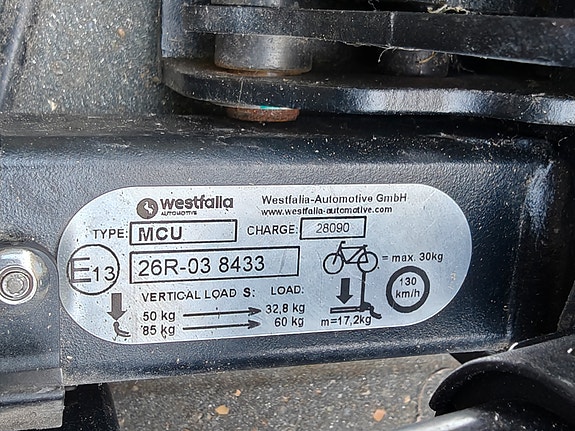 westfalia
AUTOMOTIVE
Westfalia-Automotive GmbH
www.westfalia-automotive.com
TYPE: MCU CHARGE: 28090
E13 26R-03 8433
= max. 30kg
130 km/h
VERTICAL LOAD S: LOAD:
50 kg 32,8 kg
85 kg 60 kg
m=17,2kg